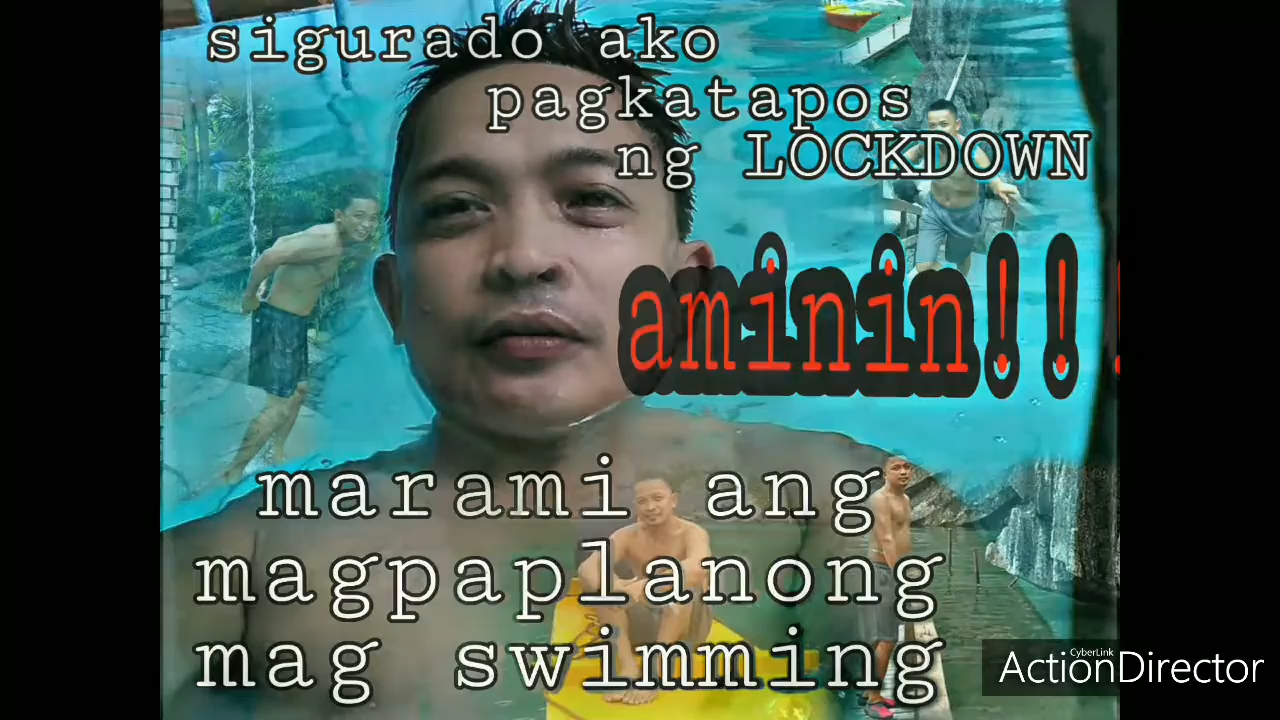 sigurado ako
pagkatapos
ng LOCKDOWN
aminin!!!
marami ang
magpaplanong
mag swimming
CyberLink
ActionDirector